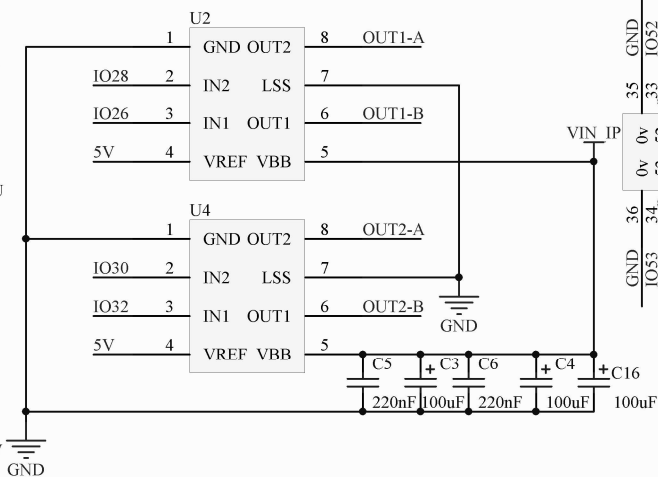 U2
1 GND OUT2 8 OUT1-A
IO28 2 IN2 LSS 7
IO26 3 IN1 OUT1 6 OUT1-B
5V 4 VREF VBB 5
VIN IP
U4
1 GND OUT2 8 OUT2-A
IO30 2 IN2 LSS 7
IO32 3 IN1 OUT1 6 OUT2-B
5V 4 VREF VBB 5
GND
C5 + C3 C6 + C4 + C16
220nF 100uF 220nF 100uF 100uF
GND
GND IO52
35 33
0v
0v
36 34
GND IO53